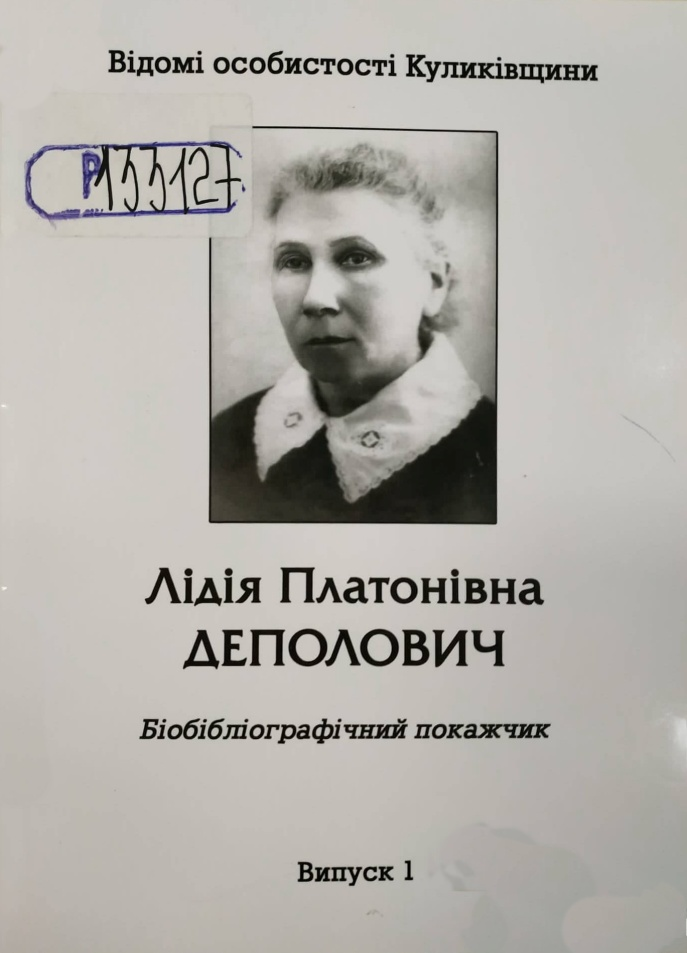 Відомі особистості Куликівщини
Р133127
Лідія Платонівна
ДЕПОЛОВИЧ
Біобібліографічний покажчик
Випуск 1